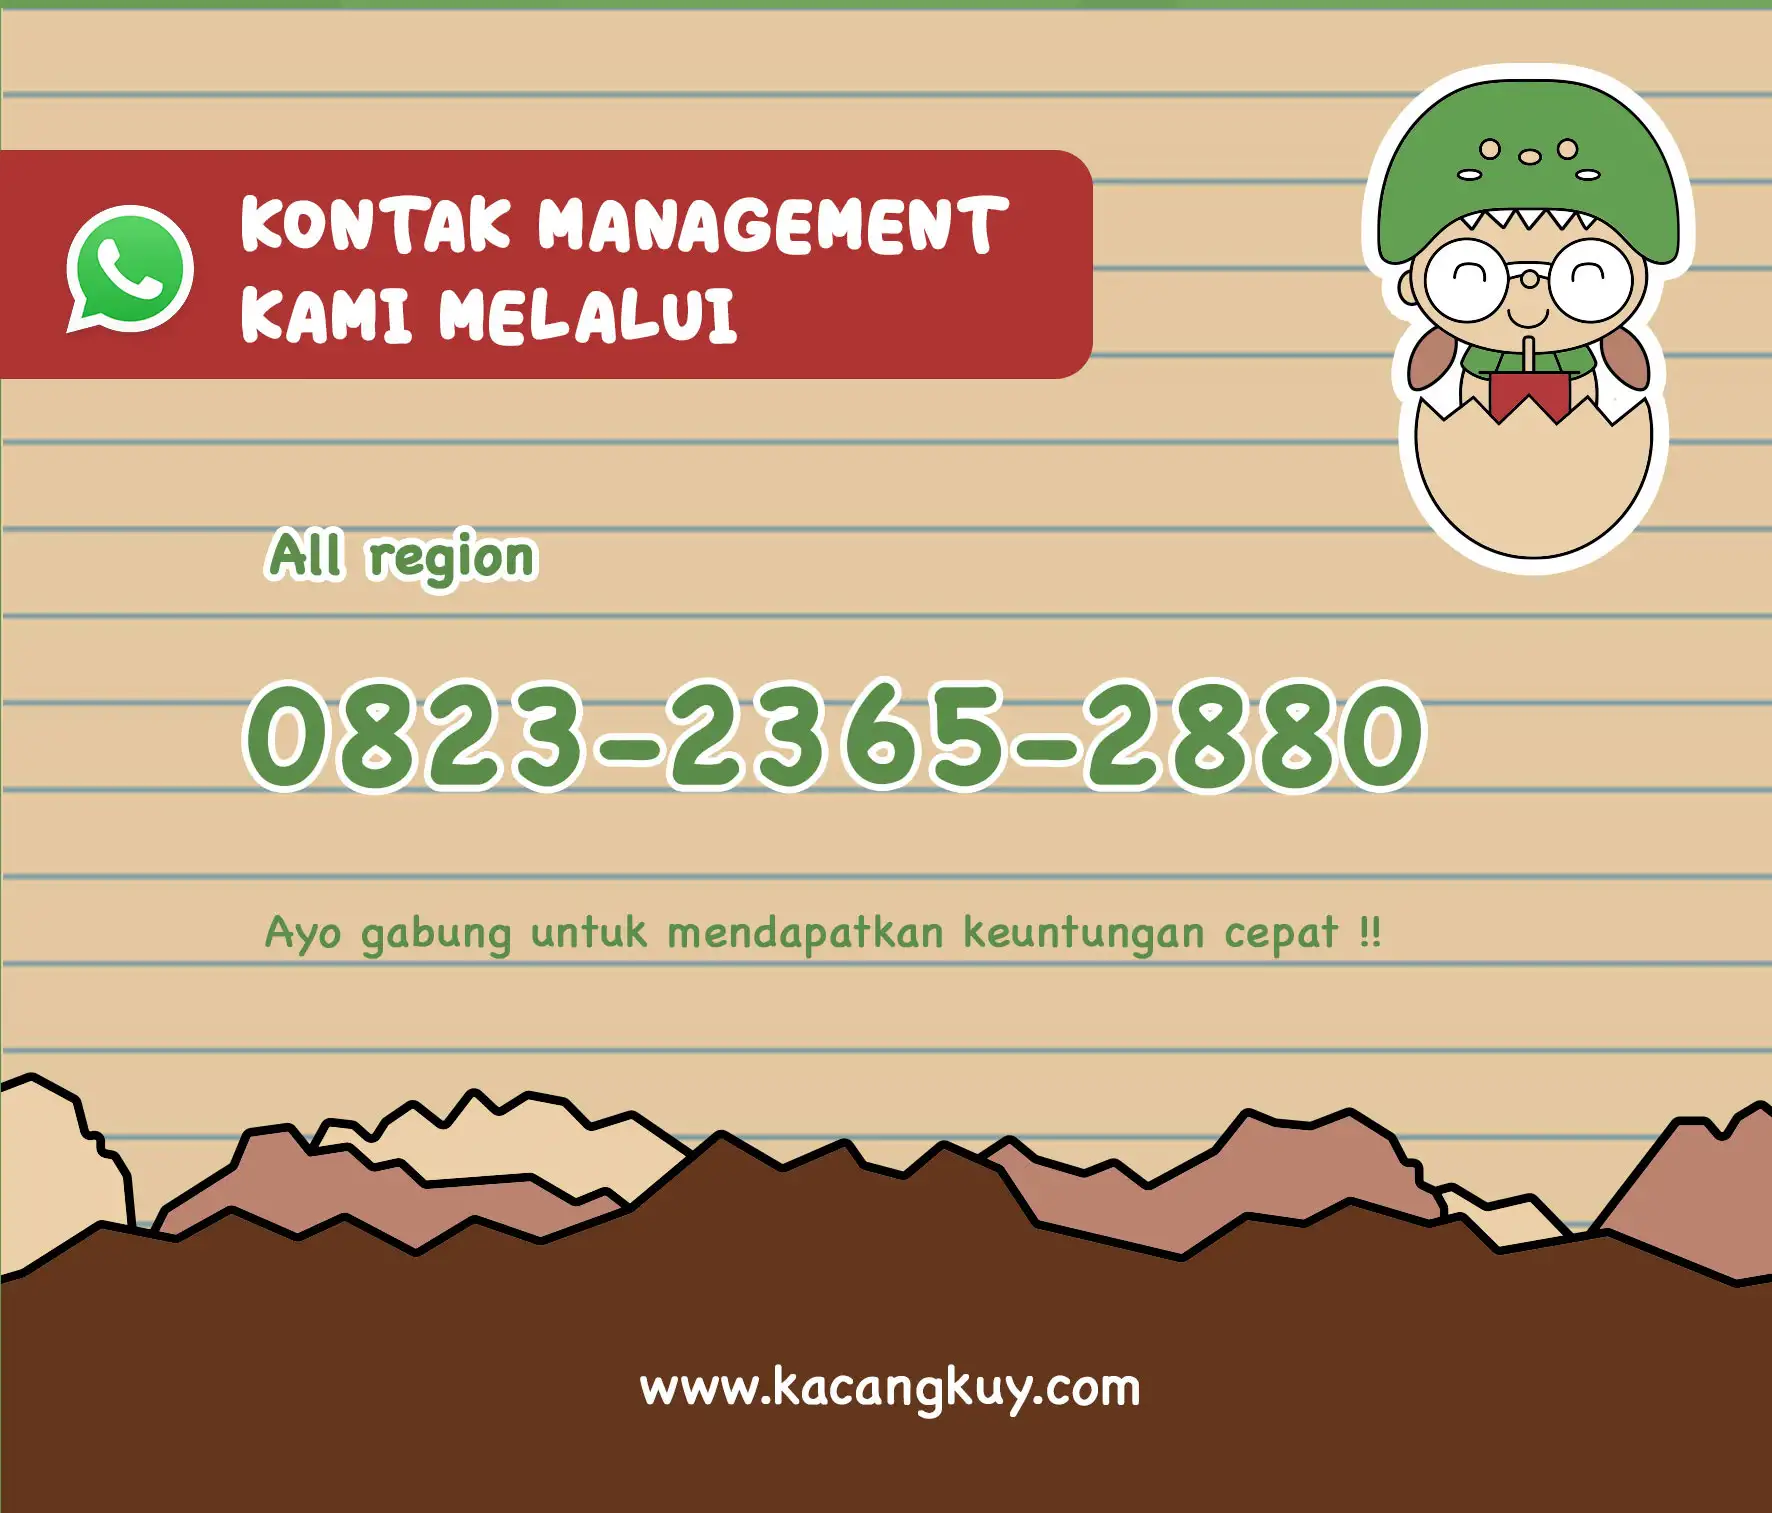 KONTAK MANAGEMENT
KAMI MELALUI
All region
0823-2365-2880
Ayo gabung untuk mendapatkan keuntungan cepat !!
www.kacangkuy.com